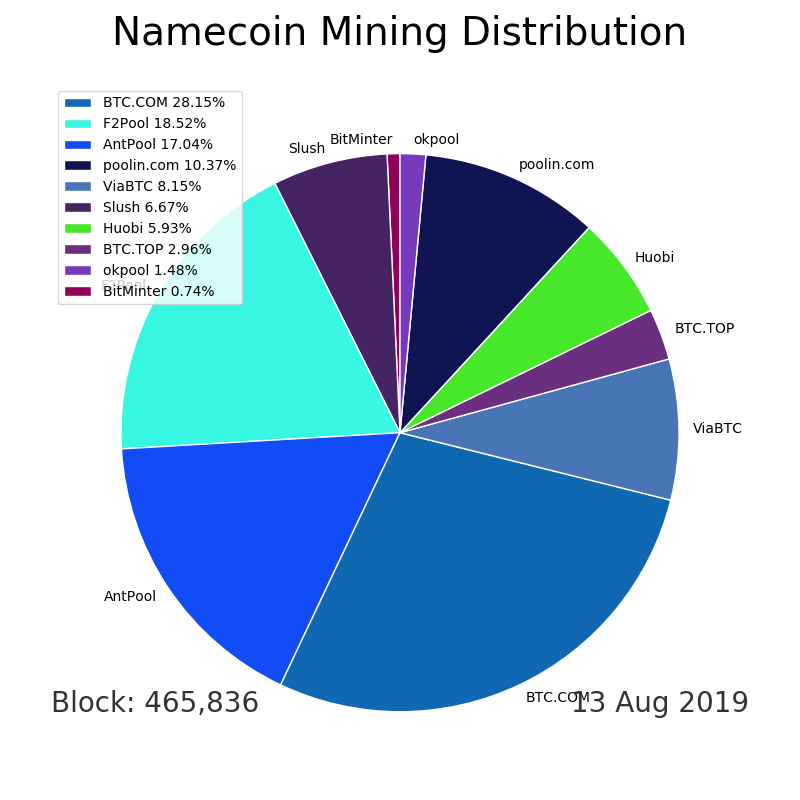 Namecoin Mining Distribution
BTC.COM 28.15%
F2Pool 18.52%
AntPool 17.04%
poolin.com 10.37%
ViaBTC 8.15%
Slush 6.67%
Huobi 5.93%
BTC.TOP 2.96%
okpool 1.48%
BitMinter 0.74%
Slush
BitMinter
okpool
poolin.com
Huobi
BTC.TOP
ViaBTC
F2Pool
AntPool
BTC.COM
Block: 465,836
13 Aug 2019